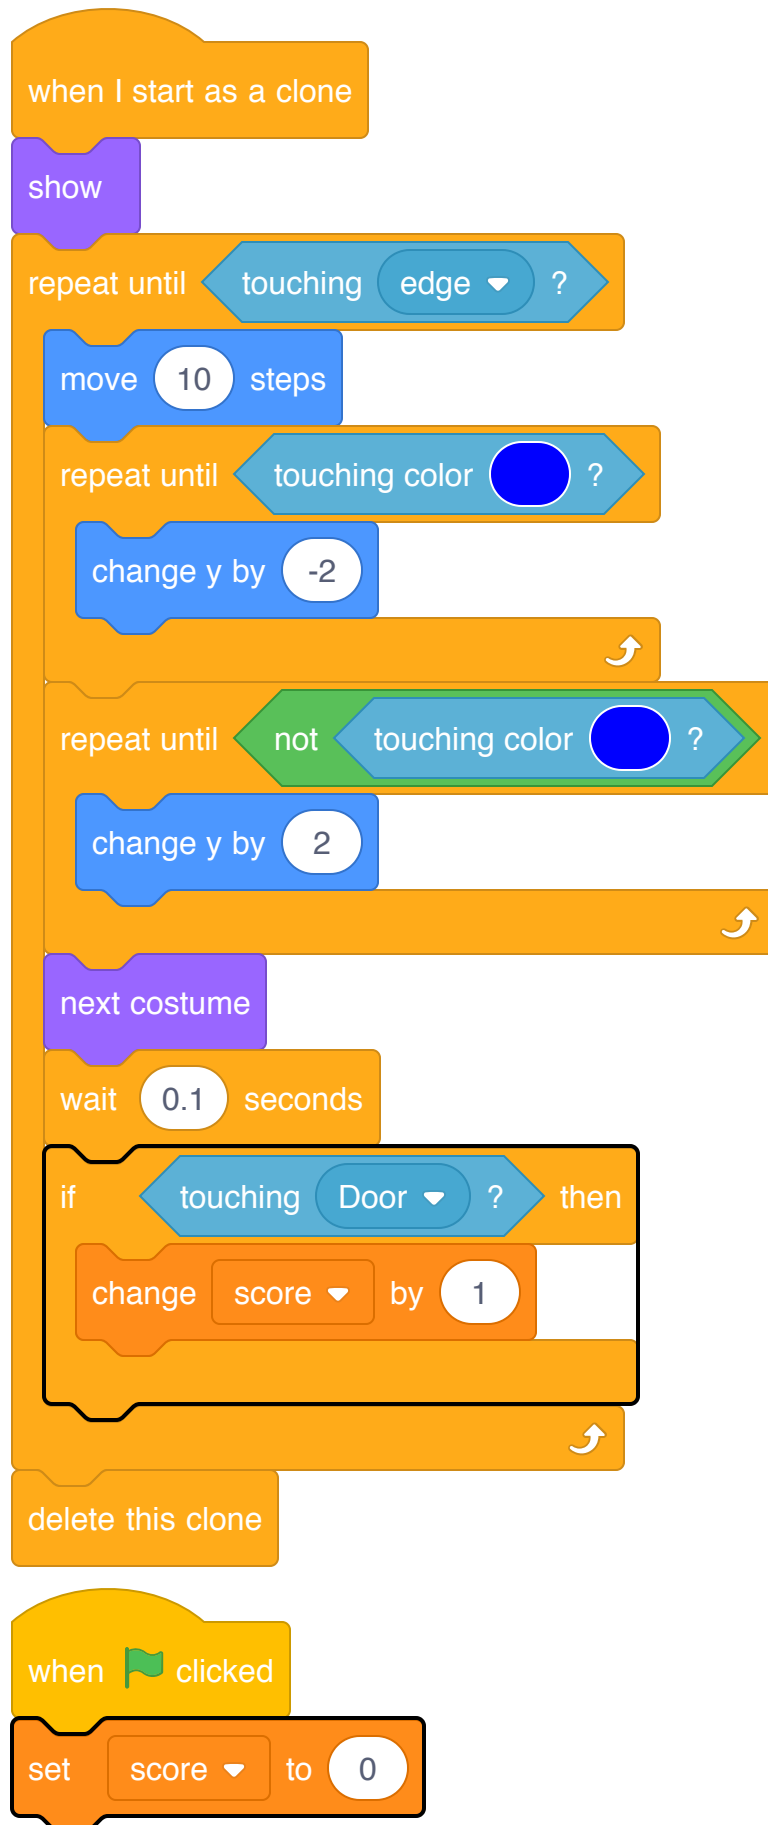 when I start as a clone
show
repeat until touching edge ?
move 10 steps
repeat until touching color ?
change y by -2
repeat until not touching color ?
change y by 2
next costume
wait 0.1 seconds
if touching Door ? then
change score by 1
delete this clone
when clicked
set score to 0